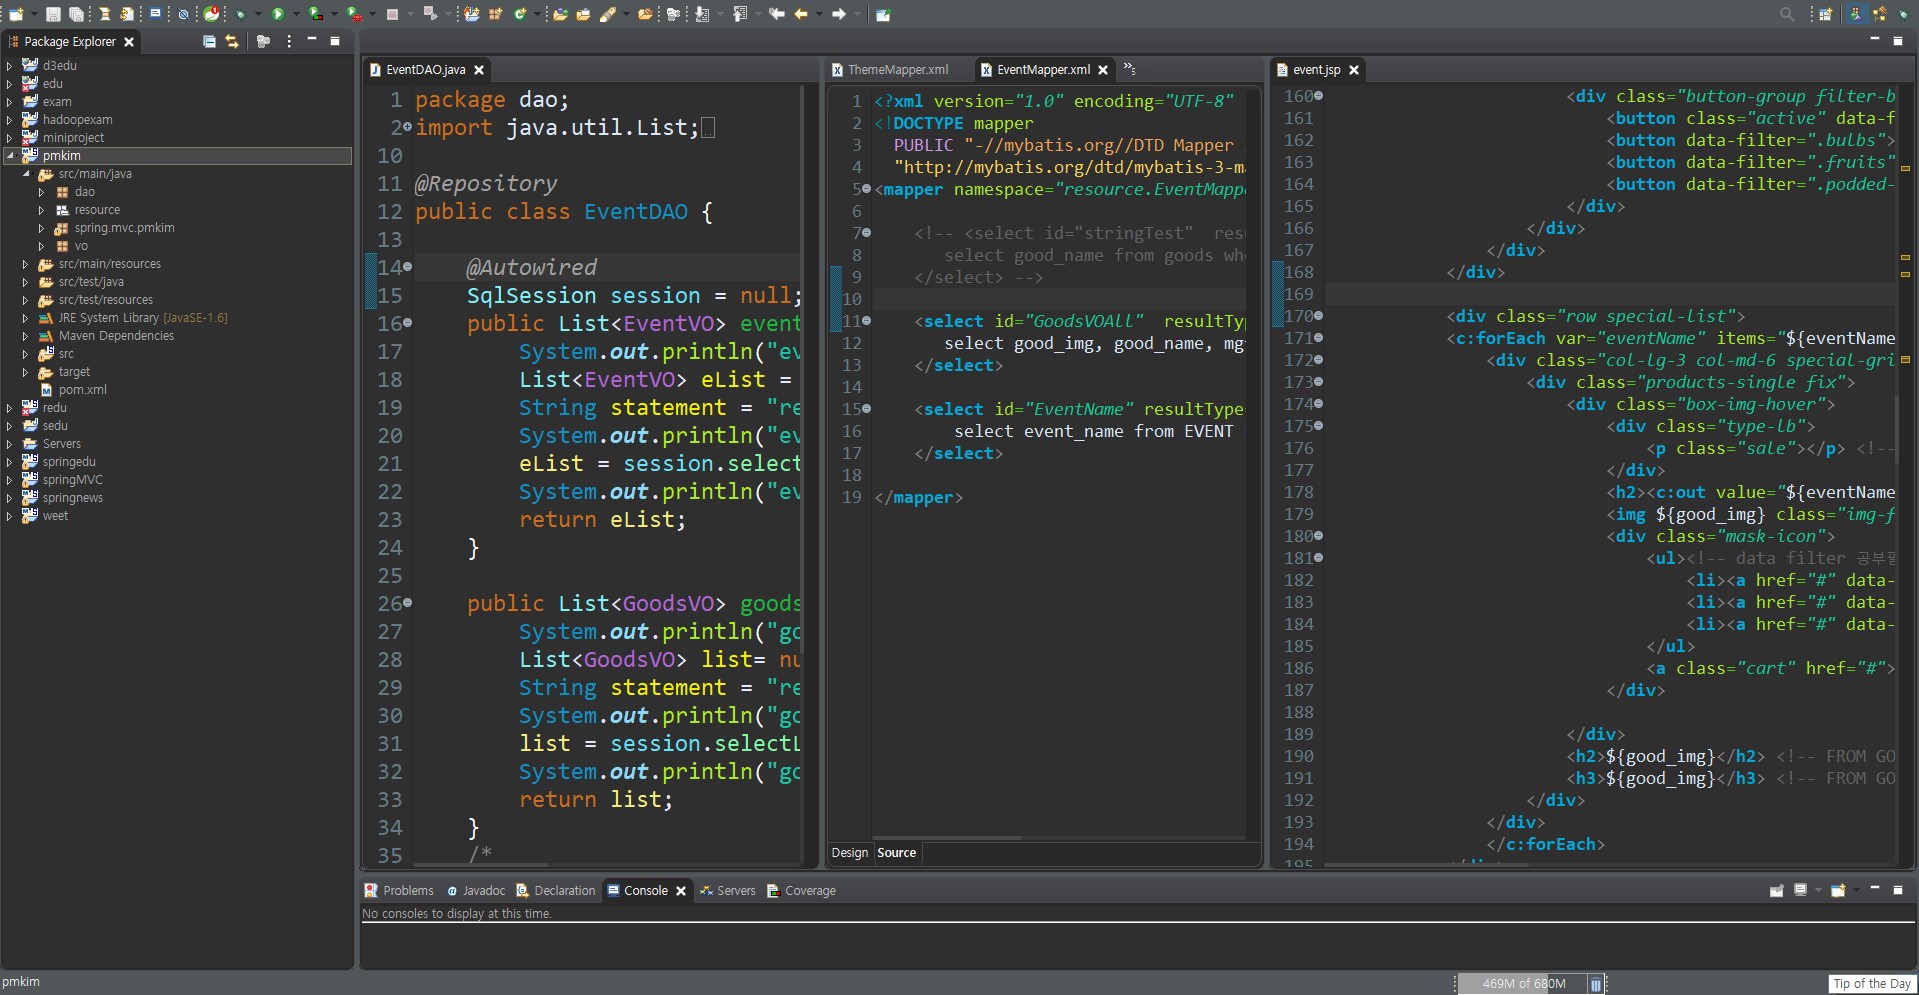 Package Explorer
d3edu
edu
exam
hadoopexam
miniproject
pmkim
src/main/java
dao
resource
spring.mvc.pmkim
vo
src/main/resources
src/test/java
src/test/resources
JRE System Library [JavaSE-1.6]
Maven Dependencies
src
target
pom.xml
redu
sedu
Servers
springedu
springMVC
springnews
weet
EventDAO.java
1 package dao;
2 import java.util.List;
10
11 @Repository
12 public class EventDAO {
13
14 @Autowired
15 SqlSession session = null;
16 public List<EventVO> event
17 System.out.println("ev
18 List<EventVO> eList =
19 String statement = "re
20 System.out.println("ev
21 eList = session.select
22 System.out.println("ev
23 return eList;
24 }
25
26 public List<GoodsVO> goods
27 System.out.println("go
28 List<GoodsVO> list= nu
29 String statement = "re
30 System.out.println("go
31 list = session.selectL
32 System.out.println("go
33 return list;
34 }
35 /*
ThemeMapper.xml
EventMapper.xml
»5
1 <?xml version="1.0" encoding="UTF-8"
2 <!DOCTYPE mapper
3 PUBLIC "-//mybatis.org//DTD Mapper
4 "http://mybatis.org/dtd/mybatis-3-m
5 <mapper namespace="resource.EventMappe
6
7 <!-- <select id="stringTest" resu
8 select good_name from goods whe
9 </select> -->
10
11 <select id="GoodsVOAll" resultTyp
12 select good_img, good_name, mg
13 </select>
14
15 <select id="EventName" resultType=
16 select event_name from EVENT
17 </select>
18
19 </mapper>
Design Source
event.jsp
160 <div class="button-group filter-b
161 <button class="active" data-f
162 <button data-filter=".bulbs">
163 <button data-filter=".fruits"
164 <button data-filter=".podded-
165 </div>
166 </div>
167 </div>
168 </div>
169
170 <div class="row special-list">
171 <c:forEach var="eventName" items="${eventName
172 <div class="col-lg-3 col-md-6 special-gri
173 <div class="products-single fix">
174 <div class="box-img-hover">
175 <div class="type-lb">
176 <p class="sale"></p> <!--
177 </div>
178 <h2><c:out value="${eventName
179 <img ${good_img} class="img-f
180 <div class="mask-icon">
181 <ul><!-- data filter 공부필
182 <li><a href="#" data-
183 <li><a href="#" data-
184 <li><a href="#" data-
185 </ul>
186 <a class="cart" href="#">
187 </div>
188
189 </div>
190 <h2>${good_img}</h2> <!-- FROM GO
191 <h3>${good_img}</h3> <!-- FROM GO
192 </div>
193 </div>
194 </c:forEach>
195
Problems Javadoc Declaration Console Servers Coverage
No consoles to display at this time.
pmkim
469M of 680M
Tip of the Day